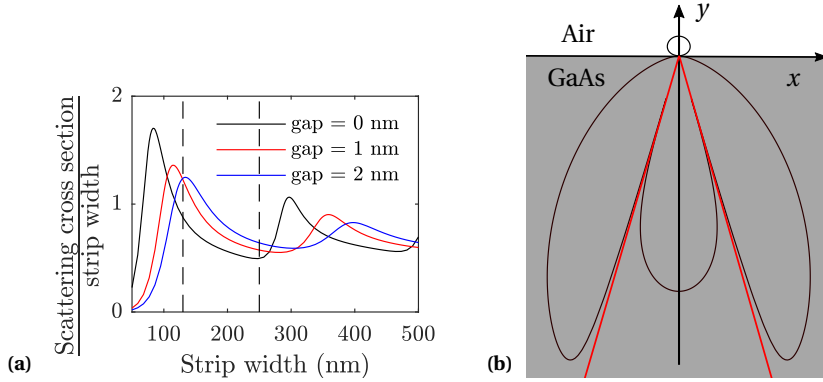 2
1
0
Scattering cross section
strip width
gap = 0 nm
gap = 1 nm
gap = 2 nm
100 200 300 400 500
Strip width (nm)
(a)
y
Air
GaAs
x
(b)